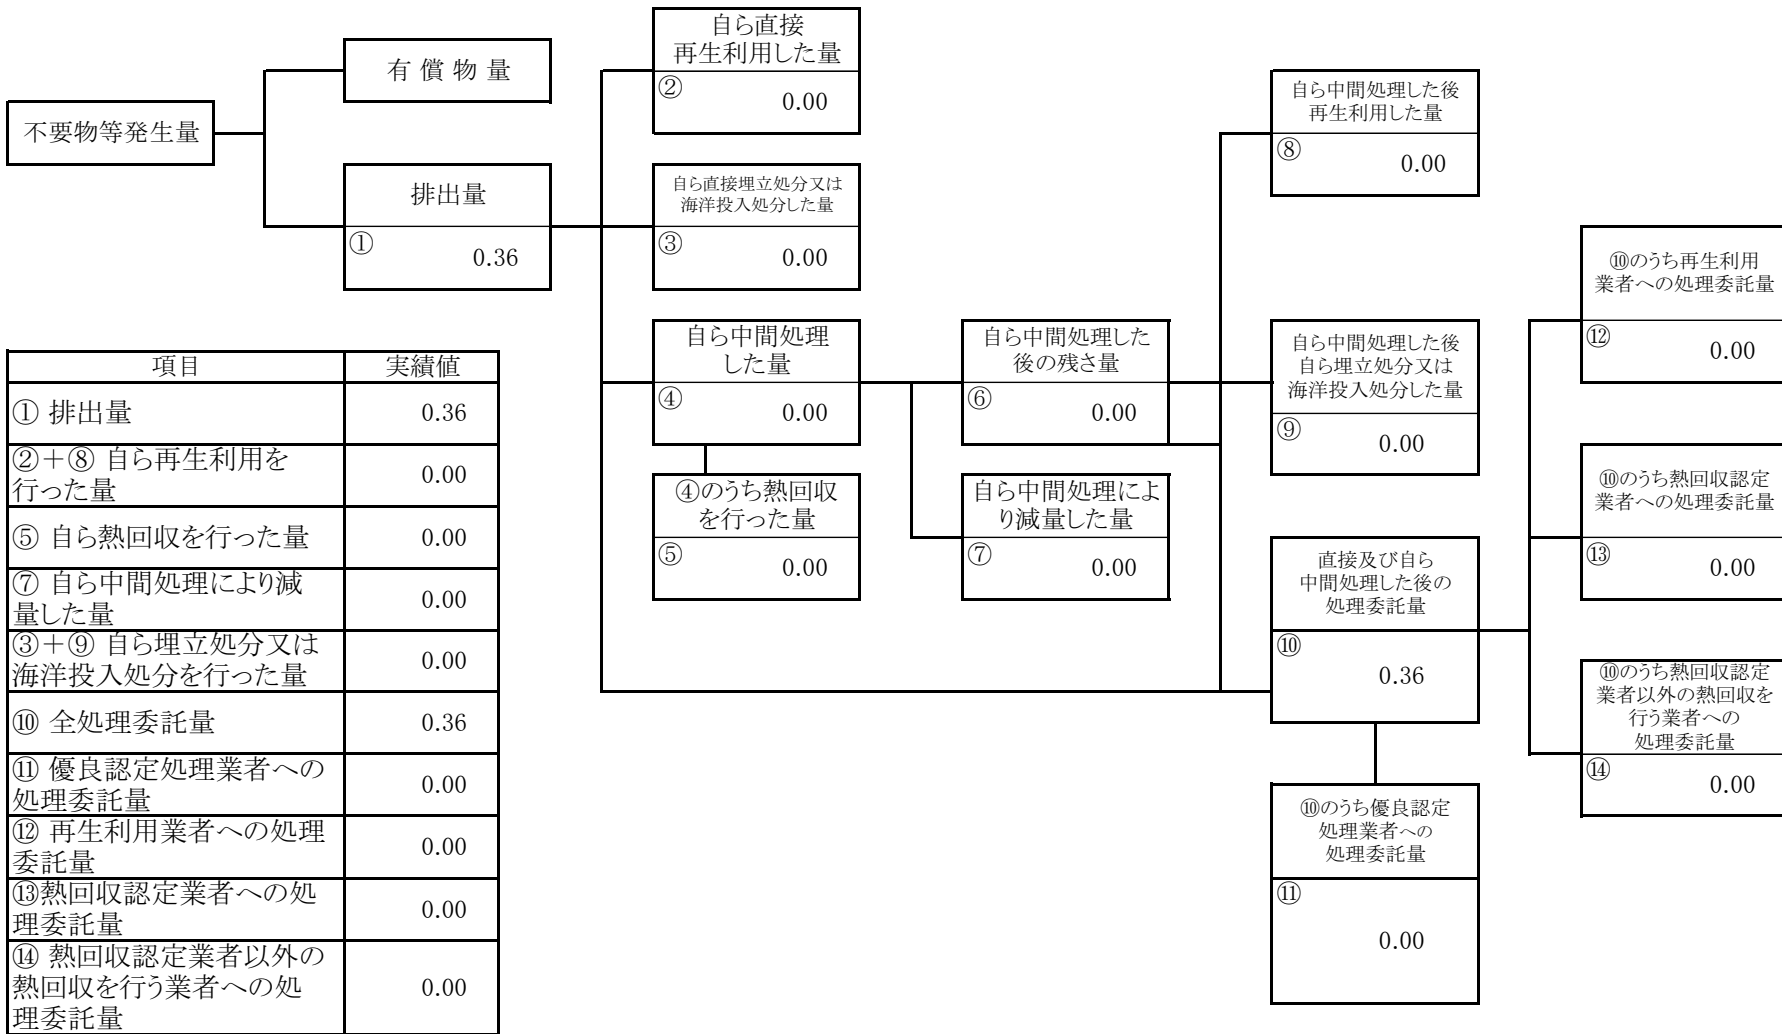 不要物等発生量
有 償 物 量
排出量
①
0.36
自ら直接
再生利用した量
②
0.00
自ら直接埋立処分又は
海洋投入処分した量
③
0.00
自ら中間処理
した量
④
0.00
④のうち熱回収
を行った量
⑤
0.00
自ら中間処理した
後の残さ量
⑥
0.00
自ら中間処理によ
り減量した量
⑦
0.00
自ら中間処理した後
再生利用した量
⑧
0.00
自ら中間処理した後
自ら埋立処分又は
海洋投入処分した量
⑨
0.00
直接及び自ら
中間処理した後の
処理委託量
⑩
0.36
⑩のうち優良認定
処理業者への
処理委託量
⑪
0.00
⑩のうち再生利用
業者への処理委託量
⑫
0.00
⑩のうち熱回収認定
業者への処理委託量
⑬
0.00
⑩のうち熱回収認定
業者以外の熱回収を
行う業者への
処理委託量
⑭
0.00
項目 実績値
① 排出量 0.36
②＋⑧ 自ら再生利用を
行った量 0.00
⑤ 自ら熱回収を行った量 0.00
⑦ 自ら中間処理により減
量した量 0.00
③＋⑨ 自ら埋立処分又は
海洋投入処分を行った量 0.00
⑩ 全処理委託量 0.36
⑪ 優良認定処理業者への
処理委託量 0.00
⑫ 再生利用業者への処理
委託量 0.00
⑬熱回収認定業者への処
理委託量 0.00
⑭ 熱回収認定業者以外の
熱回収を行う業者への処
理委託量 0.00